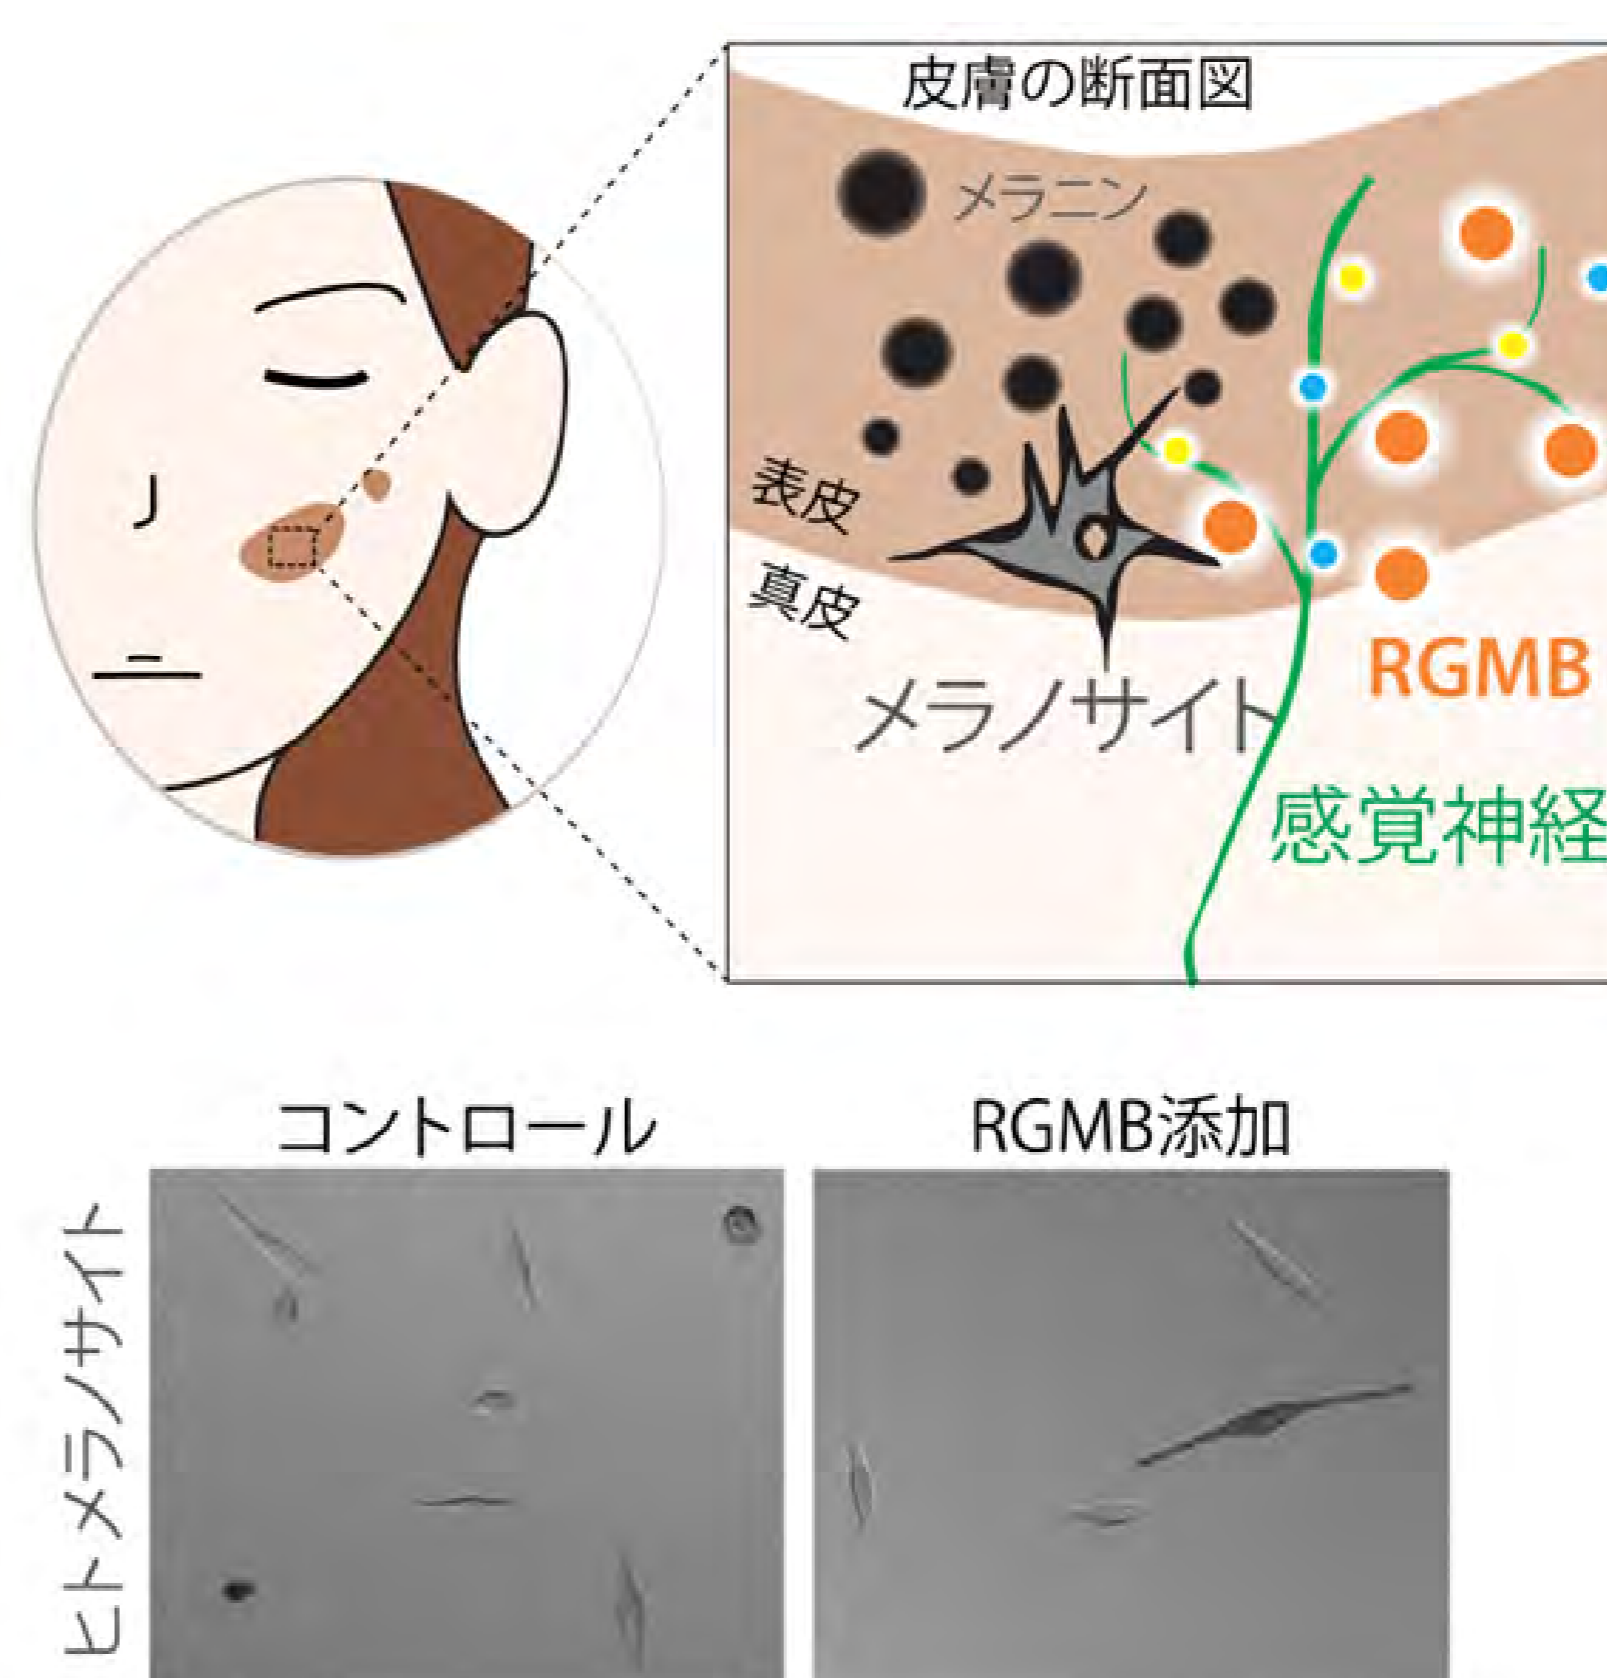 皮膚の断面図
メラニン
表皮
真皮
メラノサイト
RGMB
感覚神経
コントロール
RGMB添加
ヒトメラノサイト